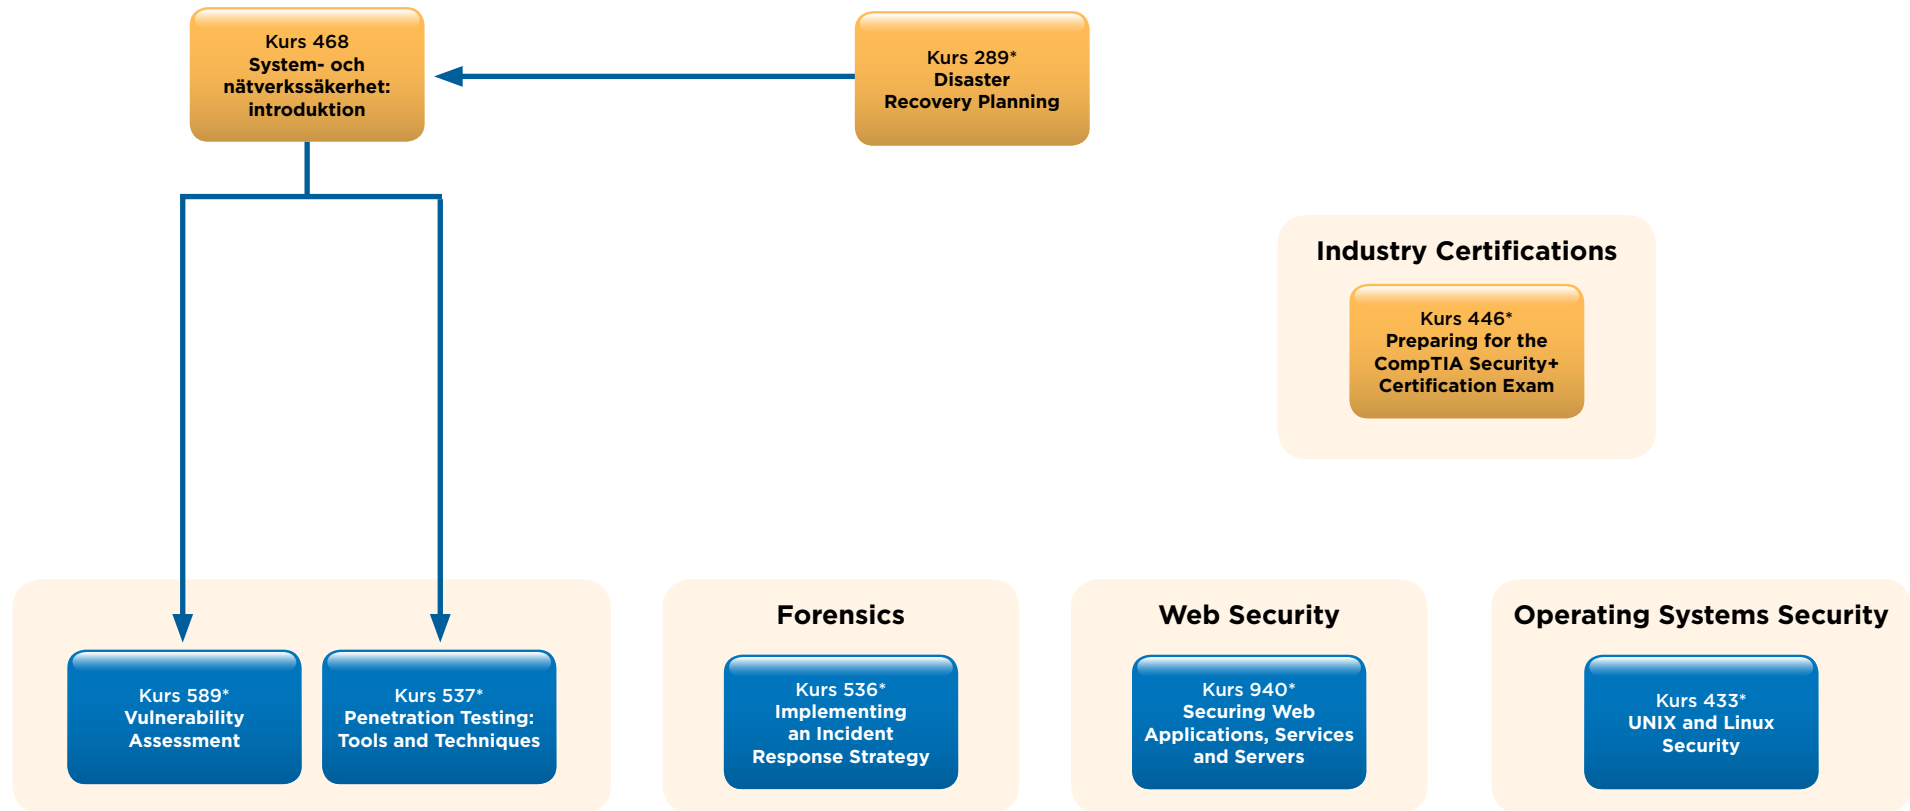 Kurs 468
System- och
nätverkssäkerhet:
introduktion
Kurs 289*
Disaster
Recovery Planning
Industry Certifications
Kurs 446*
Preparing for the
CompTIA Security+
Certification Exam
Kurs 589*
Vulnerability
Assessment
Kurs 537*
Penetration Testing:
Tools and Techniques
Forensics
Kurs 536*
Implementing
an Incident
Response Strategy
Web Security
Kurs 940*
Securing Web
Applications, Services
and Servers
Operating Systems Security
Kurs 433*
UNIX and Linux
Security